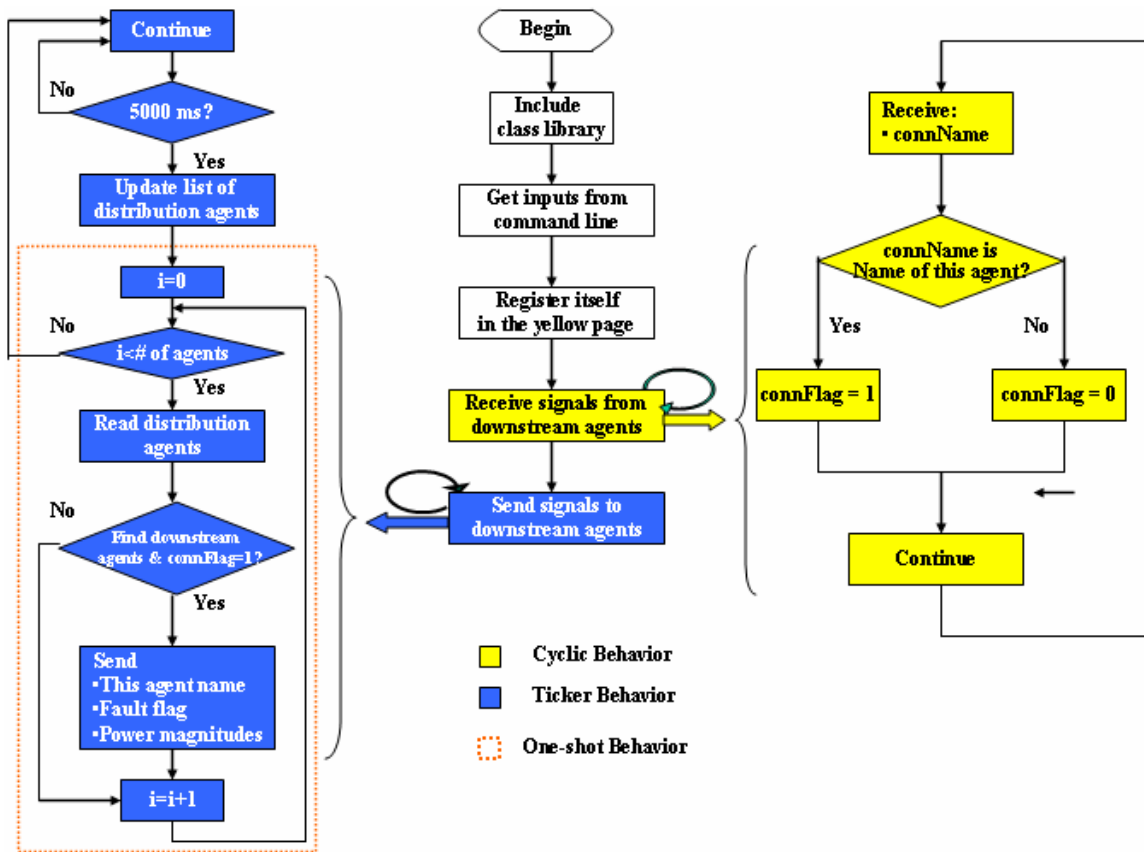 Continue
No
5000 ms?
Yes
Update list of
distribution agents
i=0
No
i<# of agents
Yes
Read distribution
agents
No
Find downstream
agents & connFlag=1?
Yes
Send
▪This agent name
▪Fault flag
▪Power magnitudes
i=i+1
Begin
Include
class library
Get inputs from
command line
Register itself
in the yellow page
Receive signals from
downstream agents
Send signals to
downstream agents
Cyclic Behavior
Ticker Behavior
One-shot Behavior
Receive:
▪ connName
connName is
Name of this agent?
Yes
No
connFlag = 1
connFlag = 0
Continue